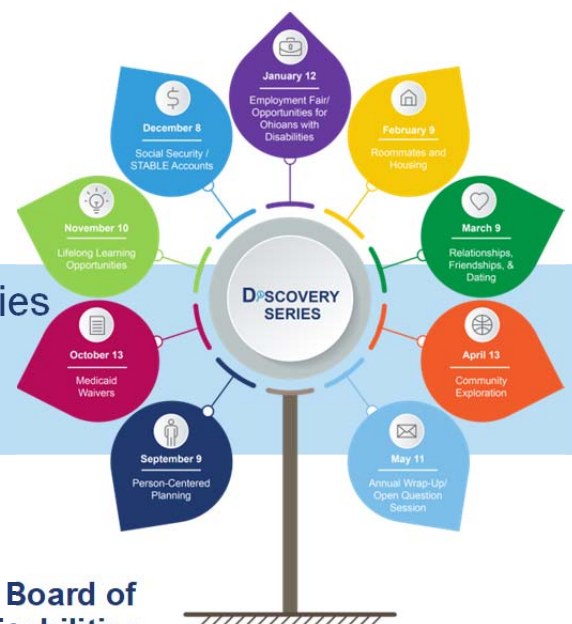 January 12
Employment Fair/
Opportunities for
Ohioans with
Disabilities
December 8
Social Security /
STABLE Accounts
February 9
Roommates and
Housing
November 10
Lifelong Learning
Opportunities
March 9
Relationships,
Friendships, &
Dating
ies
DISCOVERY
SERIES
October 13
Medicaid
Waivers
April 13
Community
Exploration
September 9
Person-Centered
Planning
May 11
Annual Wrap-Up/
Open Question
Session
Board of